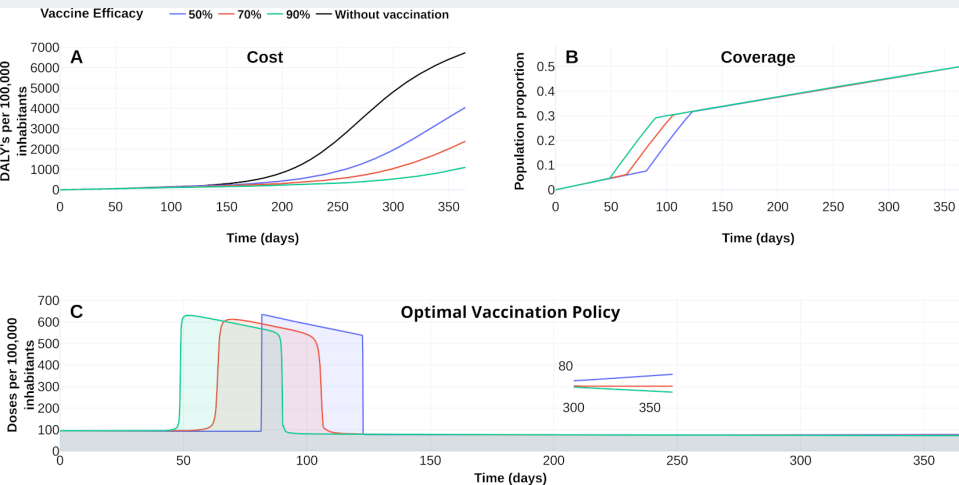 Vaccine Efficacy 50% 70% 90% Without vaccination
A Cost
DALY's per 100,000
inhabitants
7000
6000
5000
4000
3000
2000
1000
0
0 50 100 150 200 250 300 350
Time (days)
B Coverage
Population proportion
0.5
0.4
0.3
0.2
0.1
0
0 50 100 150 200 250 300 350
Time (days)
C Optimal Vaccination Policy
Doses per 100,000
inhabitants
700
600
500
400
300
200
100
0
80
300 350
0 50 100 150 200 250 300 350
Time (days)